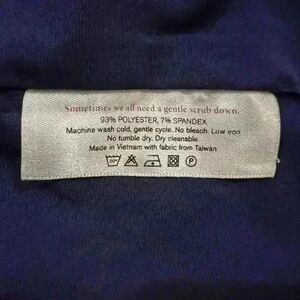 Sometimes we all need a gentle scrub down
93% POLYESTER, 7% SPANDEX
Machine wash cold, gentle cycle. No bleach. Low iron
No tumble dry. Dry cleanable.
Made in Vietnam with fabric from Taiwan